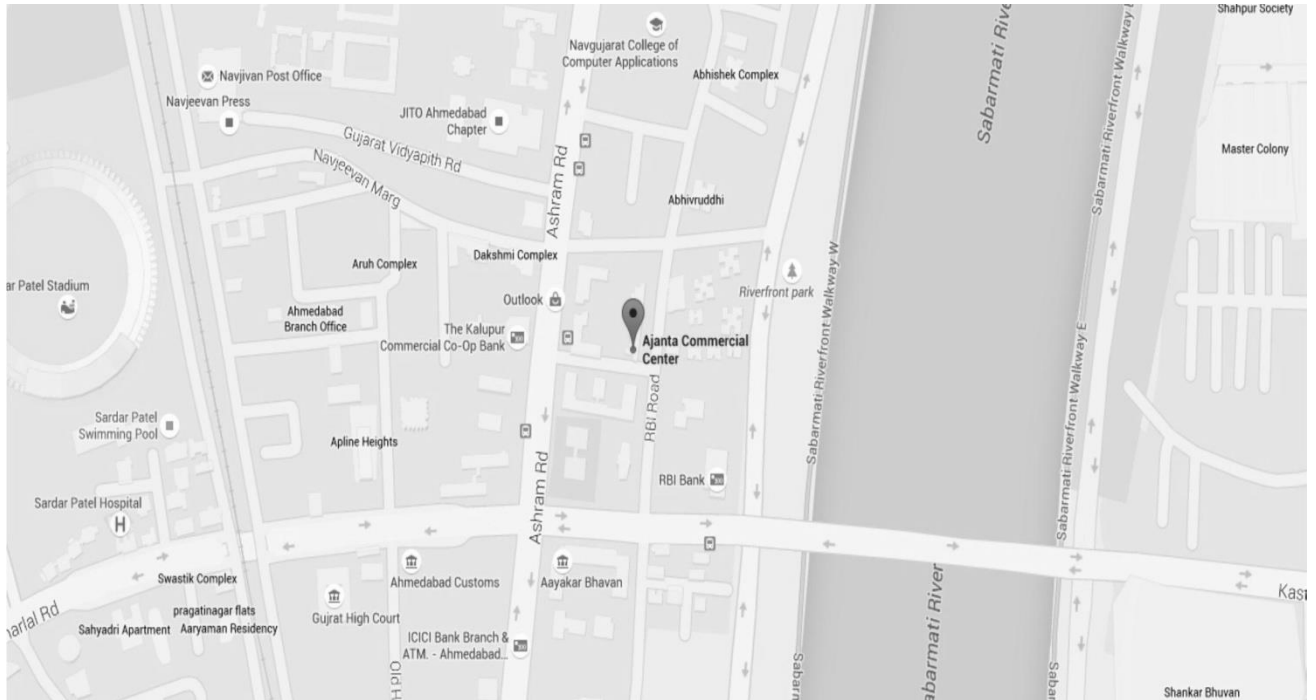 Shahpur Society
Navgujarat College of
Computer Applications
Sabarmati River
Sabarmati Riverfront Walkway E
Navjivan Post Office
Abhishek Complex
Navjeevan Press
JITO Ahmedabad
Chapter
Gujarat Vidyapith Rd
Master Colony
Navjeevan Marg
Ashram Rd
Abhivruddhi
Dakshmi Complex
Aruh Complex
ar Patel Stadium
Outlook
Riverfront park
Sabarmati Riverfront Walkway W
Ahmedabad
Branch Office
The Kalupur
Commercial Co-Op Bank
Ajanta Commercial
Center
Sabarmati Riverfront Walkway E
RBI Road
Sardar Patel
Swimming Pool
Apline Heights
RBI Bank
Sardar Patel Hospital
H
Ashram Rd
Swastik Complex
Ahmedabad Customs
Aayakar Bhavan
Sabarmati River
Kast
harlal Rd
pragatinagar flats
Gujrat High Court
Sahyadri Apartment
Aaryaman Residency
ICICI Bank Branch &
ATM. - Ahmedabad...
Old H
Sabar
Sabar
Shankar Bhuvan